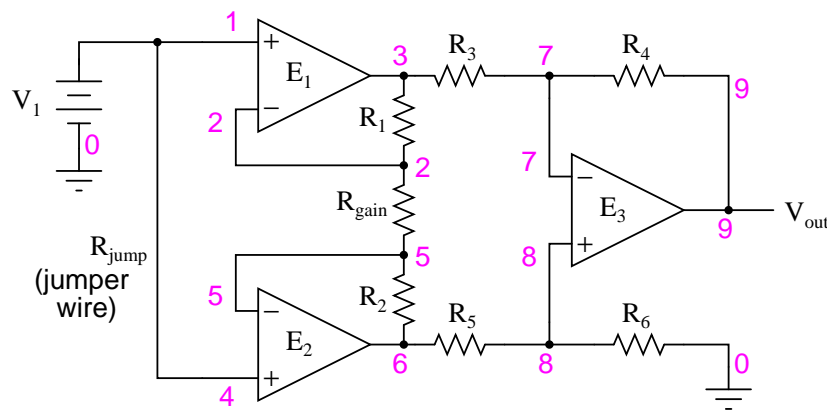 1
3
R3
7
R4
E1
9
V1
2
R1
0
2
7
Rgain
E3
Vout
9
8
Rjump
(jumper
wire)
5
5
R2
R5
R6
E2
4
6
8
0
+
−
−
+
−
+